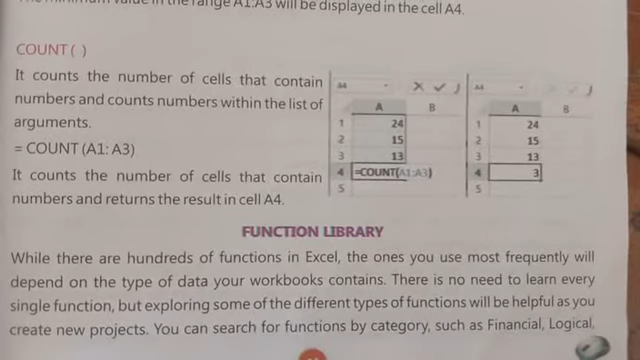 value in the range A1:A3 will be displayed in the cell A4.
COUNT ( )
It counts the number of cells that contain
numbers and counts numbers within the list of
arguments.
= COUNT (A1: A3)
It counts the number of cells that contain
numbers and returns the result in cell A4.
A4
A B
1 24
2 15
3 13
4 =COUNT(A1:A3)
5
A4
A B
1 24
2 15
3 13
4 3
5
FUNCTION LIBRARY
While there are hundreds of functions in Excel, the ones you use most frequently will
depend on the type of data your workbooks contains. There is no need to learn every
single function, but exploring some of the different types of functions will be helpful as you
create new projects. You can search for functions by category, such as Financial, Logical,